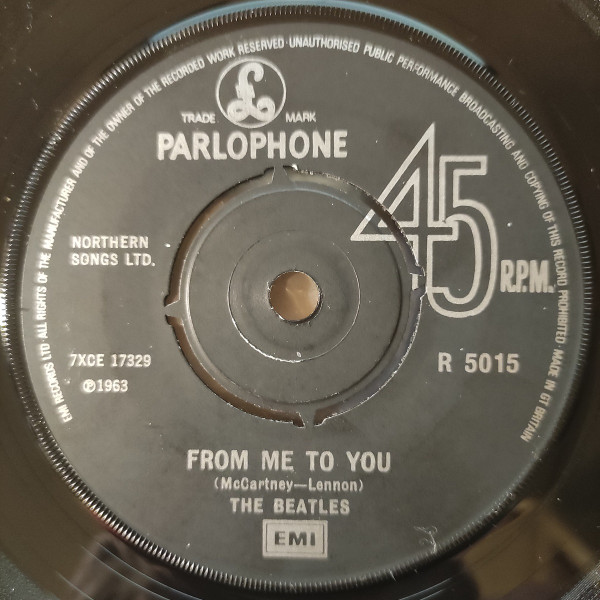 EMI RECORDS LTD ALL RIGHTS OF THE MANUFACTURER AND OF THE OWNER OF THE RECORDED WORK RESERVED · UNAUTHORISED PUBLIC PERFORMANCE BROADCASTING AND COPYING OF THIS RECORD PROHIBITED MADE IN GT BRITAIN
£
TRADE MARK
PARLOPHONE
45
R.P.M.
NORTHERN
SONGS LTD.
7XCE 17329
℗1963
R 5015
FROM ME TO YOU
(McCartney—Lennon)
THE BEATLES
EMI